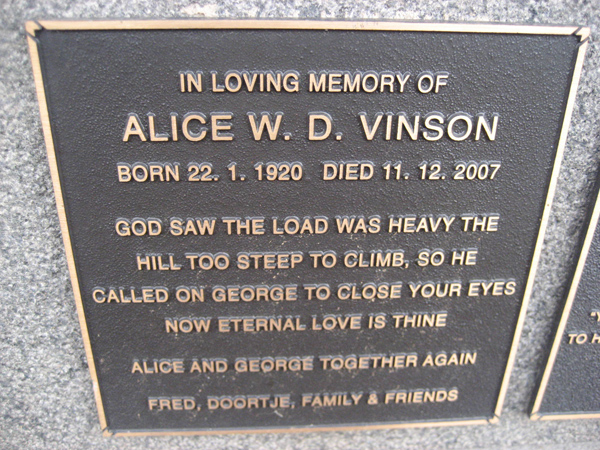 IN LOVING MEMORY OF
ALICE W. D. VINSON
BORN 22. 1. 1920 DIED 11. 12. 2007
GOD SAW THE LOAD WAS HEAVY THE
HILL TOO STEEP TO CLIMB, SO HE
CALLED ON GEORGE TO CLOSE YOUR EYES
NOW ETERNAL LOVE IS THINE
ALICE AND GEORGE TOGETHER AGAIN
FRED, DOORTJE, FAMILY & FRIENDS
TO